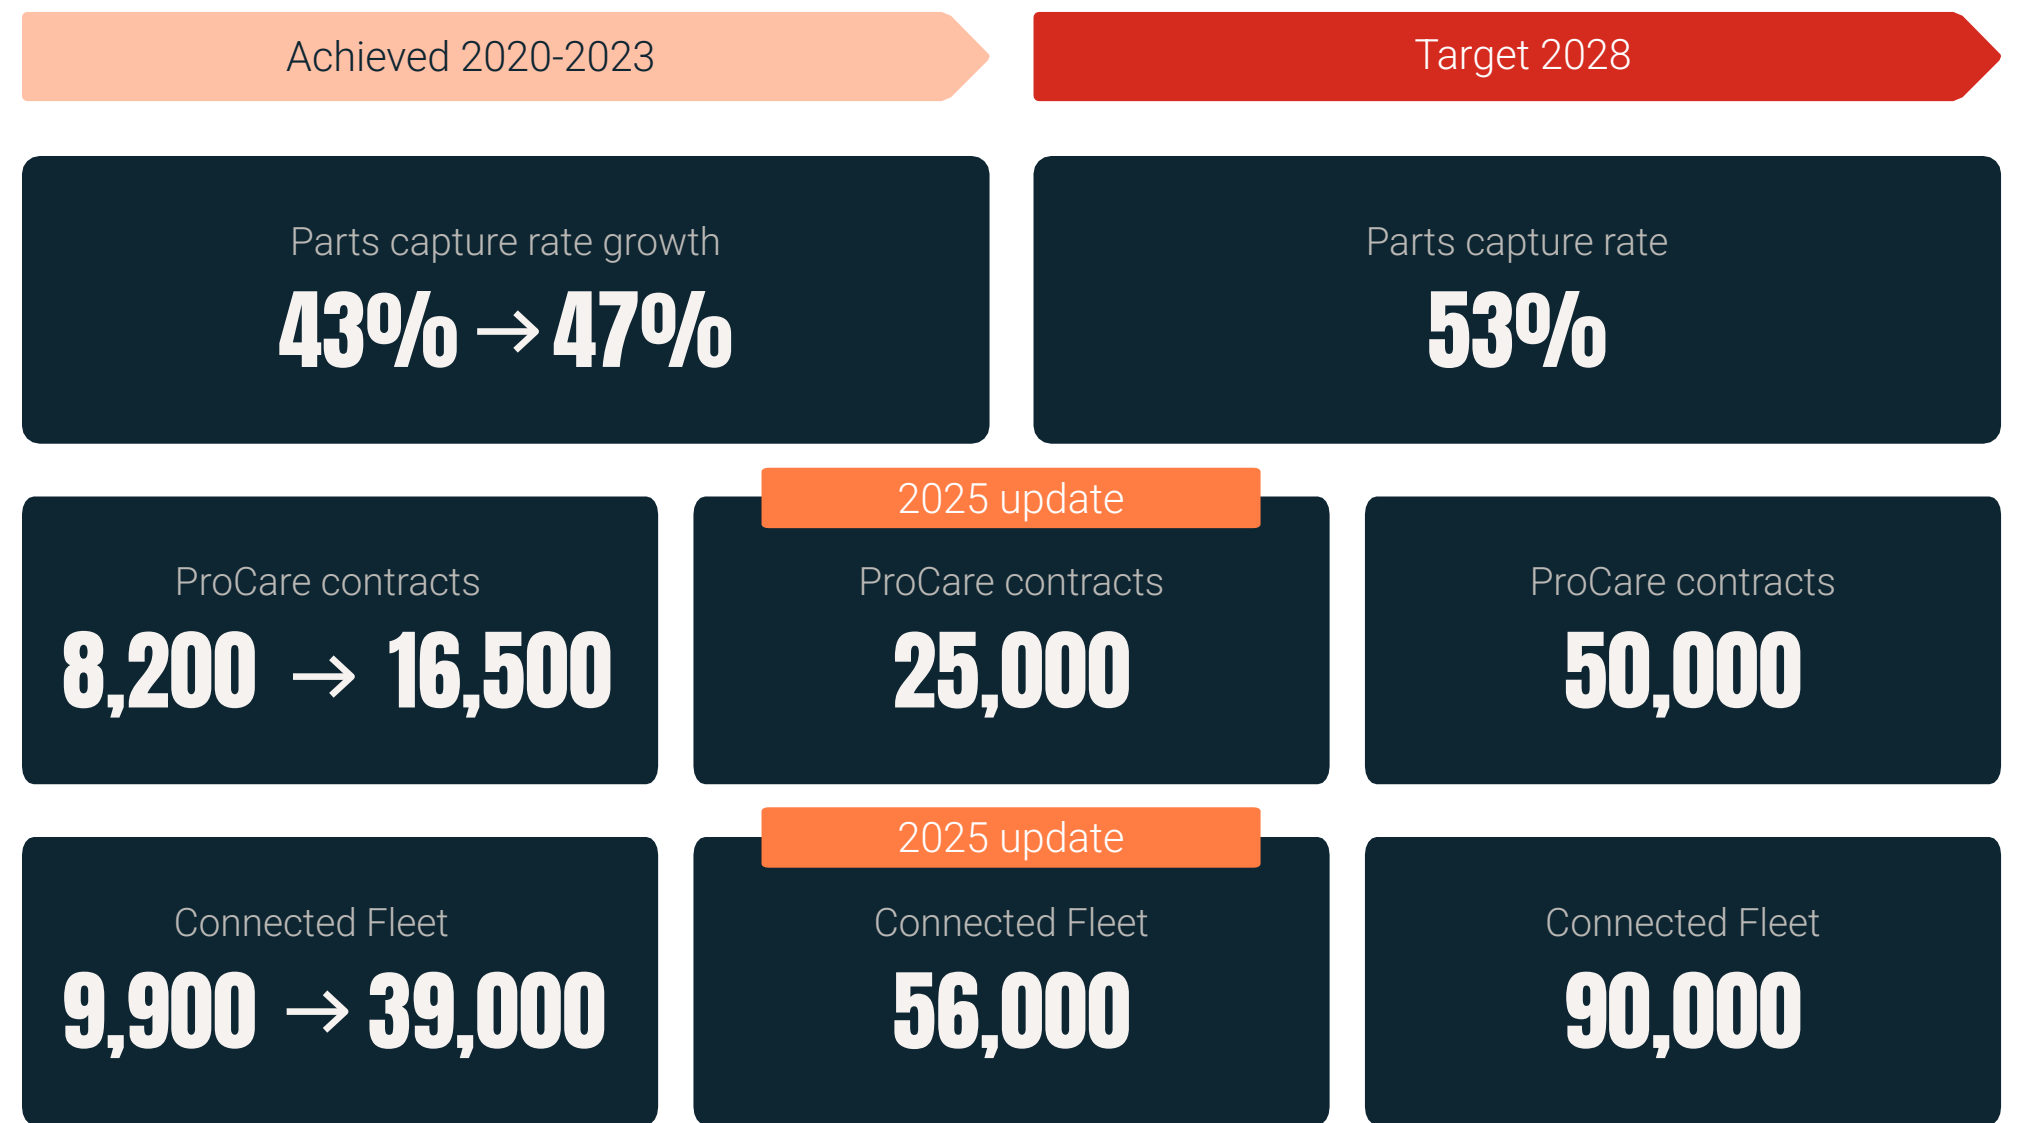 Achieved 2020-2023
Target 2028
Parts capture rate growth
43% → 47%
Parts capture rate
53%
2025 update
ProCare contracts
8,200 → 16,500
ProCare contracts
25,000
ProCare contracts
50,000
2025 update
Connected Fleet
9,900 → 39,000
Connected Fleet
56,000
Connected Fleet
90,000